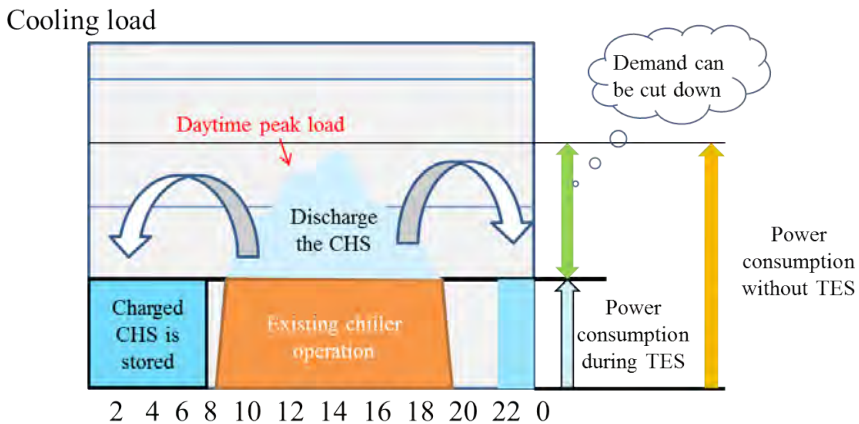 Cooling load
Demand can
be cut down
Daytime peak load
Discharge
the CHS
Power
consumption
without TES
Charged
CHS is
stored
Existing chiller
operation
Power
consumption
during TES
2 4 6 8 10 12 14 16 18 20 22 0